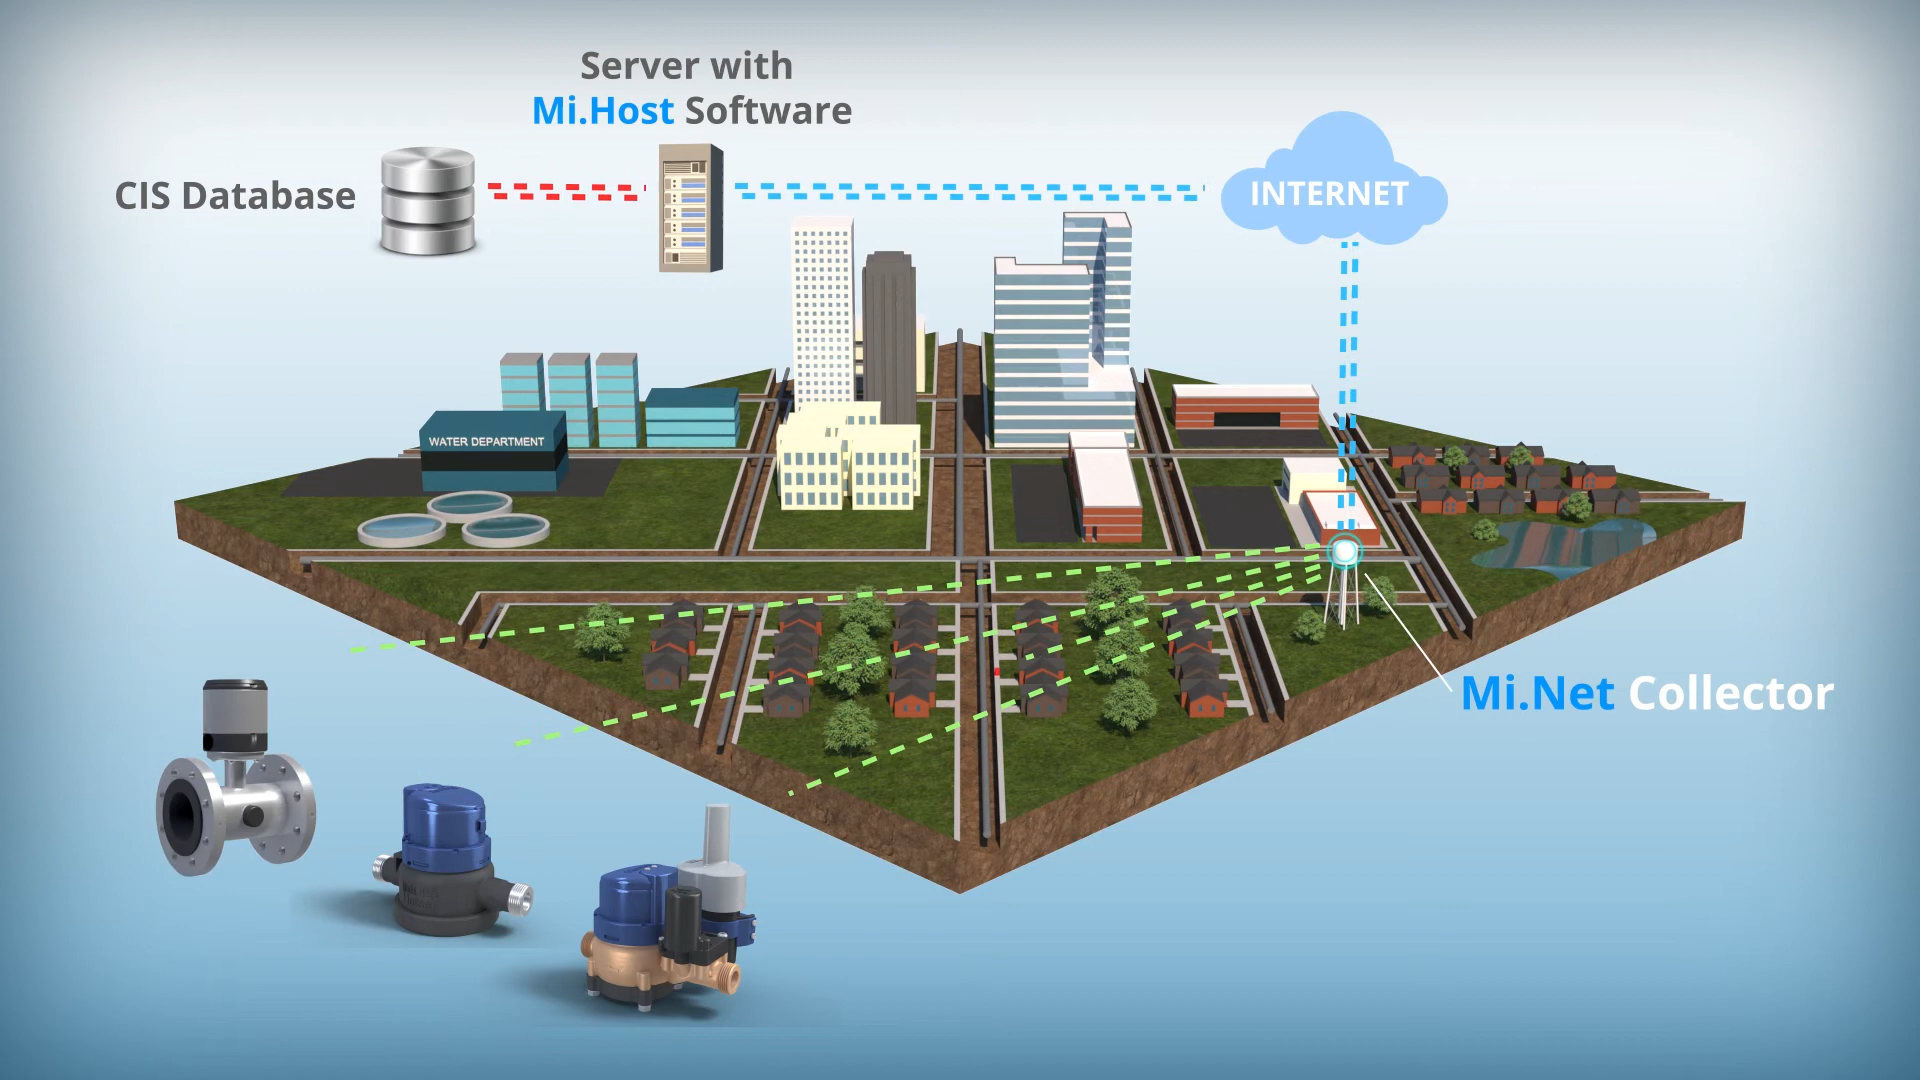 Server with
Mi.Host Software
CIS Database
INTERNET
WATER DEPARTMENT
Mi.Net Collector